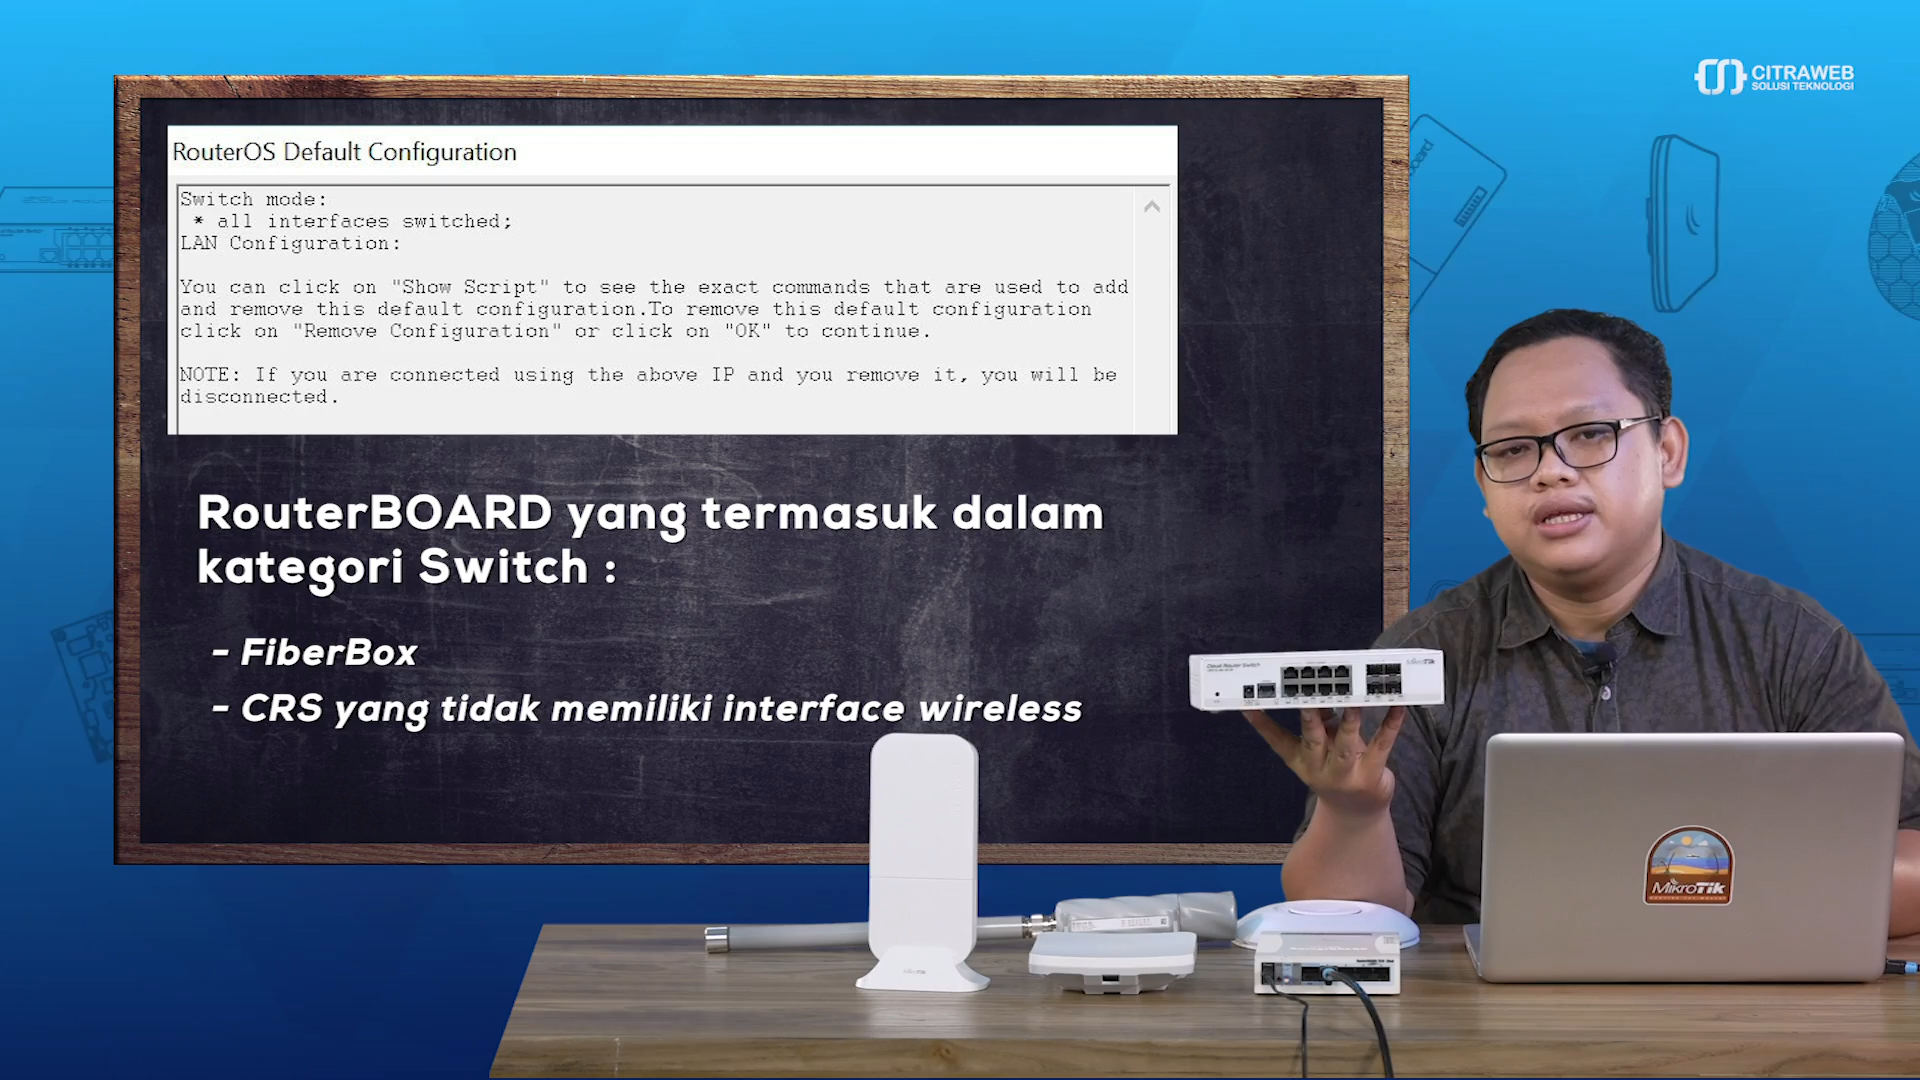 CITRAWEB
SOLUSI TEKNOLOGI
RouterOS Default Configuration
Switch mode:
* all interfaces switched;
LAN Configuration:
You can click on "Show Script" to see the exact commands that are used to add
and remove this default configuration.To remove this default configuration
click on "Remove Configuration" or click on "OK" to continue.
NOTE: If you are connected using the above IP and you remove it, you will be
disconnected.
RouterBOARD yang termasuk dalam
kategori Switch :
- FiberBox
- CRS yang tidak memiliki interface wireless
Cloud Router Switch
MikroTik
MikroTik